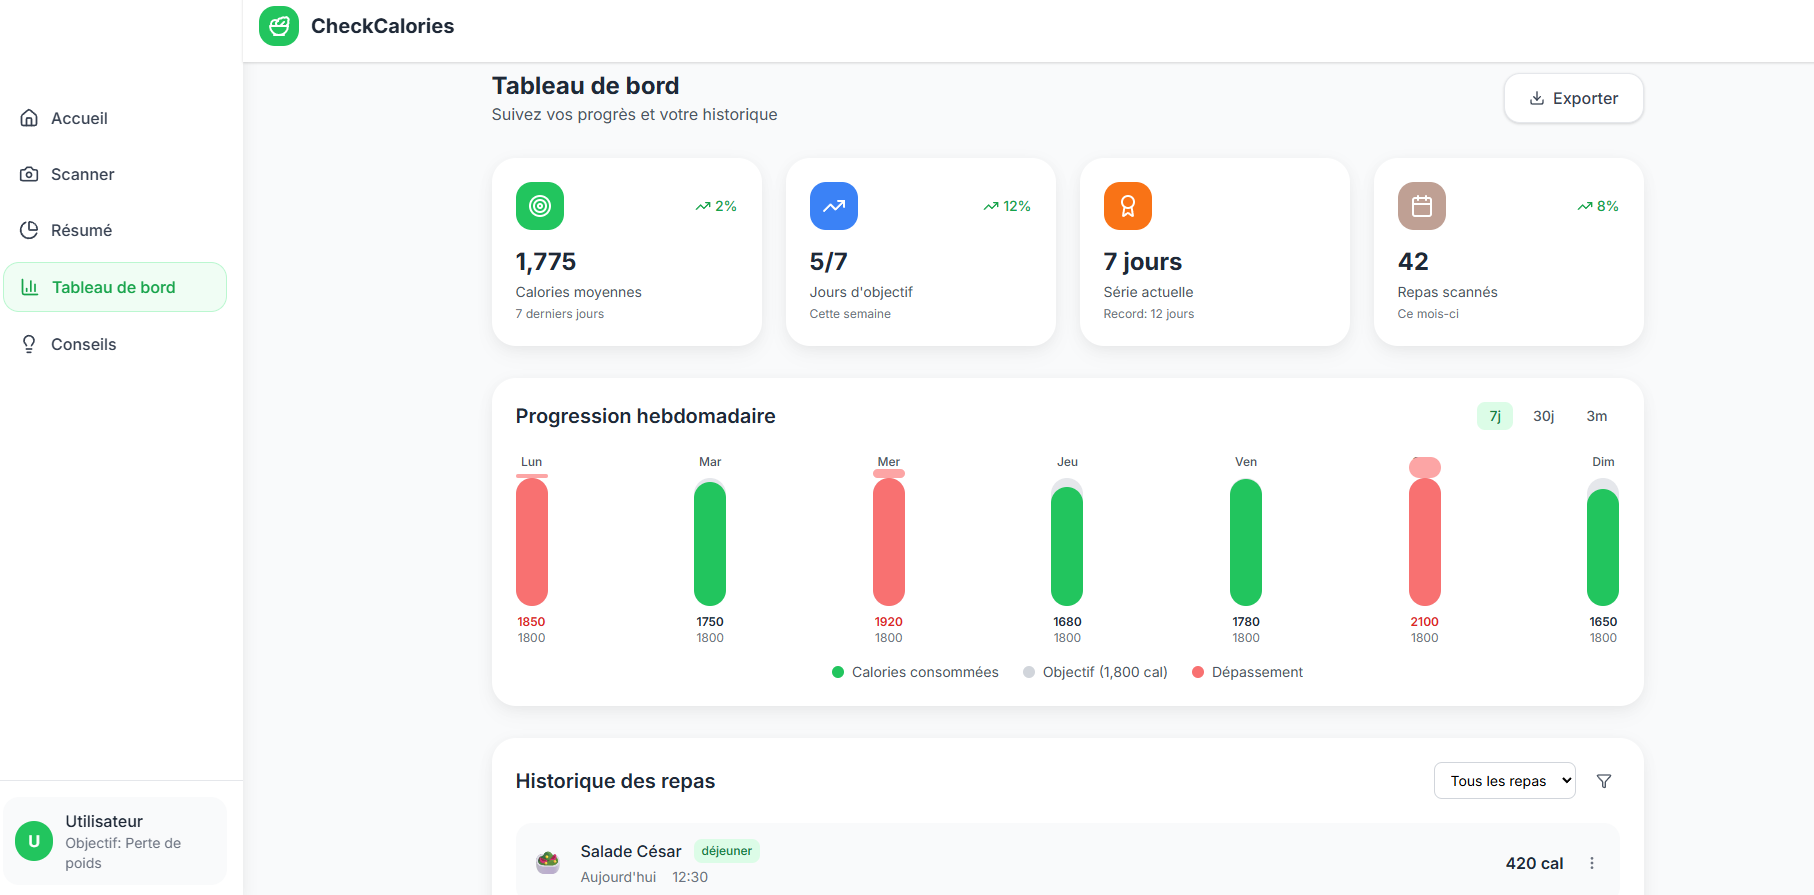 CheckCalories
Accueil
Scanner
Résumé
Tableau de bord
Conseils
Utilisateur
U
Objectif: Perte de
poids
Tableau de bord
Suivez vos progrès et votre historique
Exporter
2%
1,775
Calories moyennes
7 derniers jours
12%
5/7
Jours d'objectif
Cette semaine
7 jours
Série actuelle
Record: 12 jours
8%
42
Repas scannés
Ce mois-ci
Progression hebdomadaire
7j 30j 3m
Lun Mar Mer Jeu Ven Dim
1850 1750 1920 1680 1780 2100 1650
1800 1800 1800 1800 1800 1800 1800
Calories consommées Objectif (1,800 cal) Dépassement
Historique des repas
Tous les repas
Salade César déjeuner
Aujourd'hui 12:30
420 cal